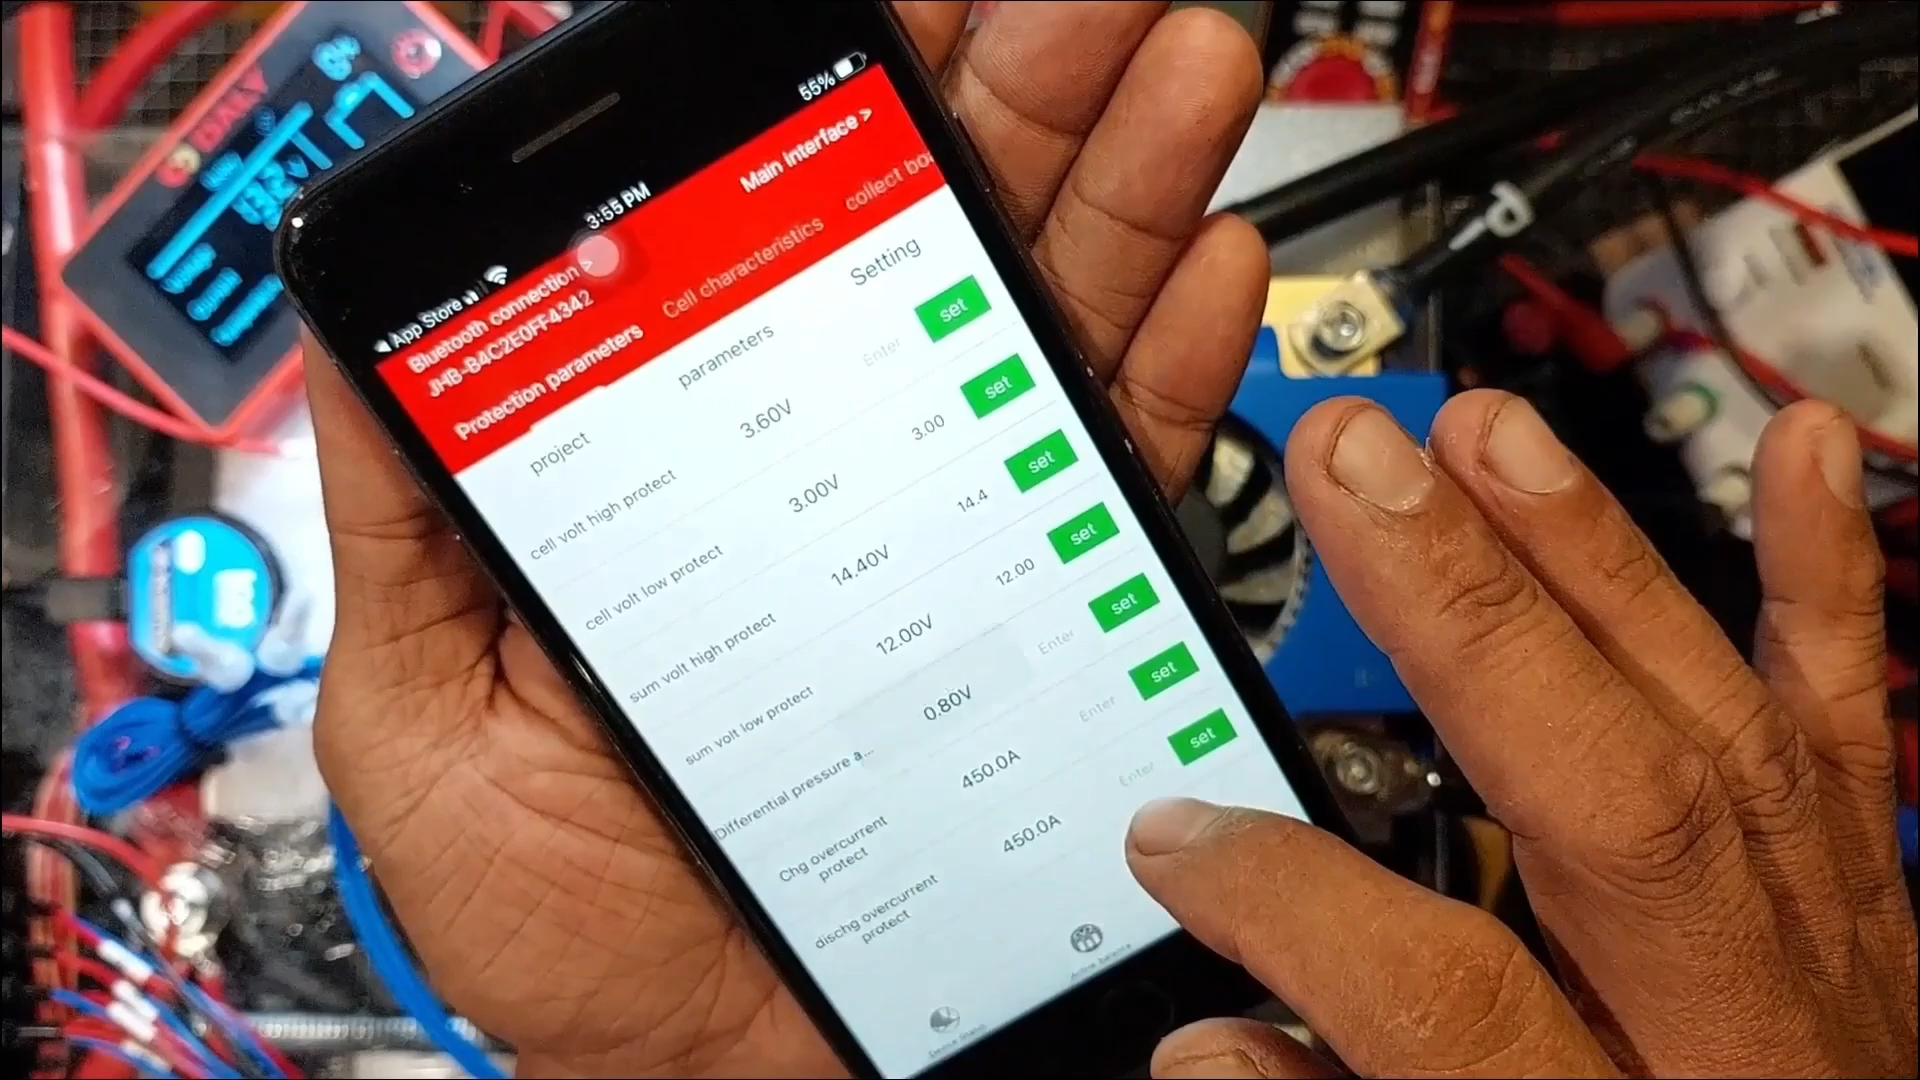 DALY
55%
3:55 PM
App Store
Main interface >
Bluetooth connection >
JHB-B4C2E0FF4342
Protection parameters
Cell characteristics
collect bo
project
parameters
Setting
cell volt high protect
3.60V
Enter
set
cell volt low protect
3.00V
3.00
set
sum volt high protect
14.40V
14.4
set
sum volt low protect
12.00V
12.00
set
Differential pressure a...
0.80V
Enter
set
Chg overcurrent
protect
450.0A
Enter
set
dischg overcurrent
protect
450.0A
Enter
set
P-